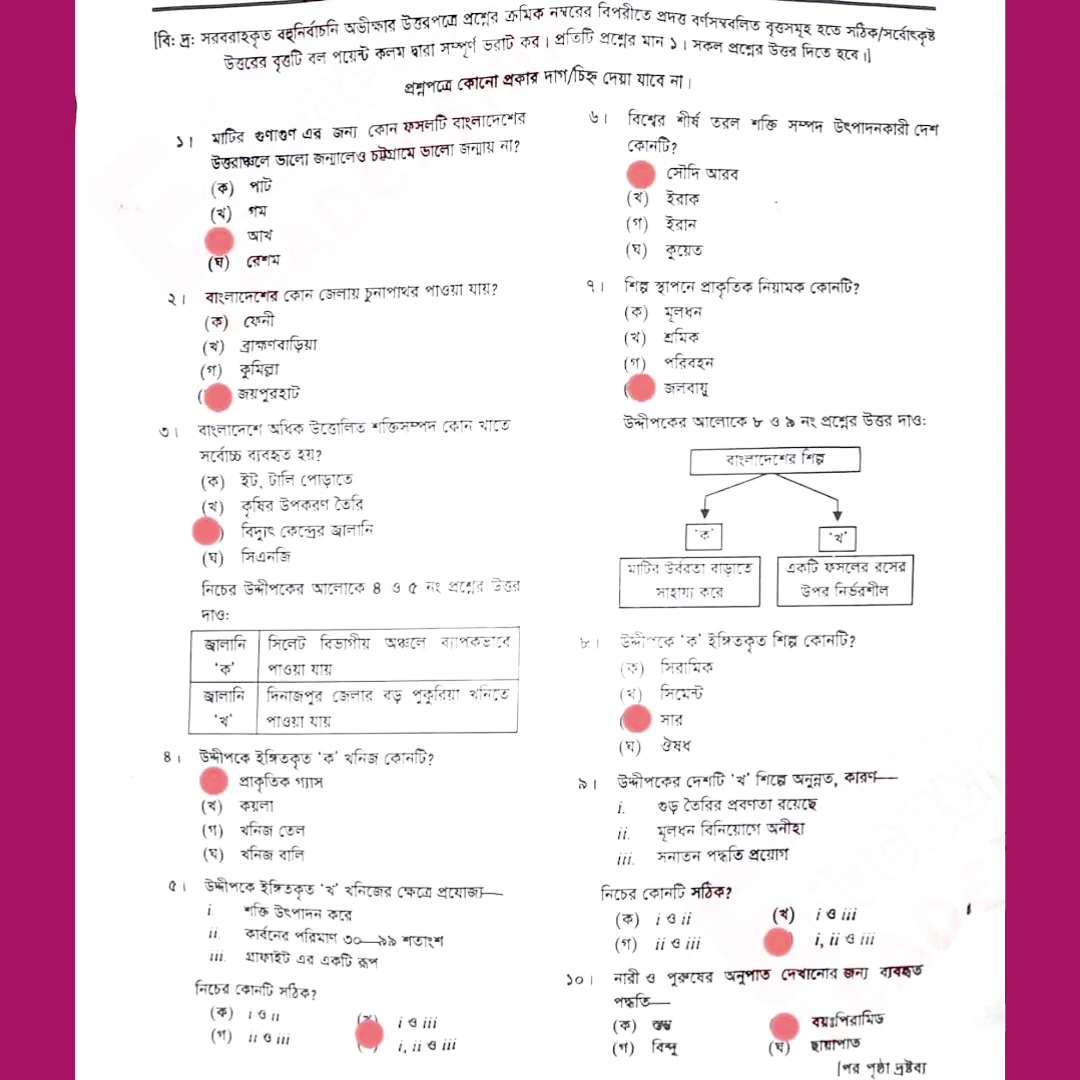 [বি: দ্র: সরবরাহকৃত বহুনির্বাচনি অভীক্ষার উত্তরপত্রে প্রশ্নের ক্রমিক নম্বরের বিপরীতে প্রদত্ত বর্ণসম্বলিত বৃত্তসমূহ হতে সঠিক/সর্বোৎকৃষ্ট
উত্তরের বৃত্তটি বল পয়েন্ট কলম দ্বারা সম্পূর্ণ ভরাট কর। প্রতিটি প্রশ্নের মান ১। সকল প্রশ্নের উত্তর দিতে হবে।]
প্রশ্নপত্রে কোনো প্রকার দাগ/চিহ্ন দেয়া যাবে না।
১। মাটির গুণাগুণ এর জন্য কোন ফসলটি বাংলাদেশের
উত্তরাঞ্চলে ভালো জন্মালেও চট্টগ্রামে ভালো জন্মায় না?
(ক) পাট
(খ) গম
আখ
(ঘ) রেশম
২। বাংলাদেশের কোন জেলায় চুনাপাথর পাওয়া যায়?
(ক) ফেনী
(খ) ব্রাহ্মণবাড়িয়া
(গ) কুমিল্লা
( জয়পুরহাট
৩। বাংলাদেশে অধিক উত্তোলিত শক্তিসম্পদ কোন খাতে
সর্বোচ্চ ব্যবহৃত হয়?
(ক) ইট, টালি পোড়াতে
(খ) কৃষির উপকরণ তৈরি
) বিদ্যুৎ কেন্দ্রের জ্বালানি
(ঘ) সিএনজি
নিচের উদ্দীপকের আলোকে ৪ ও ৫ নং প্রশ্নের উত্তর
দাও:
জ্বালানি সিলেট বিভাগীয় অঞ্চলে ব্যাপকভাবে
‘ক’ পাওয়া যায়
জ্বালানি দিনাজপুর জেলার বড় পুকুরিয়া খনিতে
‘খ’ পাওয়া যায়
৪। উদ্দীপকে ইঙ্গিতকৃত ‘ক’ খনিজ কোনটি?
প্রাকৃতিক গ্যাস
(খ) কয়লা
(গ) খনিজ তেল
(ঘ) খনিজ বালি
৫। উদ্দীপকে ইঙ্গিতকৃত ‘খ’ খনিজের ক্ষেত্রে প্রযোজ্য—
i. শক্তি উৎপাদন করে
ii. কার্বনের পরিমাণ ৩০—৯৯ শতাংশ
iii. গ্রাফাইট এর একটি রূপ
নিচের কোনটি সঠিক?
(ক) i ও ii (খ) i ও iii
(গ) ii ও iii ( ) i, ii ও iii
৬। বিশ্বের শীর্ষ তরল শক্তি সম্পদ উৎপাদনকারী দেশ
কোনটি?
সৌদি আরব
(খ) ইরাক
(গ) ইরান
(ঘ) কুয়েত
৭। শিল্প স্থাপনে প্রাকৃতিক নিয়ামক কোনটি?
(ক) মূলধন
(খ) শ্রমিক
(গ) পরিবহন
( জলবায়ু
উদ্দীপকের আলোকে ৮ ও ৯ নং প্রশ্নের উত্তর দাও:
বাংলাদেশের শিল্প
‘ক’ ‘খ’
মাটির উর্বরতা বাড়াতে একটি ফসলের রসের
সাহায্য করে উপর নির্ভরশীল
৮। উদ্দীপকে ‘ক’ ইঙ্গিতকৃত শিল্প কোনটি?
(ক) সিরামিক
(খ) সিমেন্ট
( সার
(ঘ) ঔষধ
৯। উদ্দীপকের দেশটি ‘খ’ শিল্পে অনুন্নত, কারণ—
i. গুড় তৈরির প্রবণতা রয়েছে
ii. মূলধন বিনিয়োগে অনীহা
iii. সনাতন পদ্ধতি প্রয়োগ
নিচের কোনটি সঠিক?
(ক) i ও ii (খ) i ও iii
(গ) ii ও iii i, ii ও iii
১০। নারী ও পুরুষের অনুপাত দেখানোর জন্য ব্যবহৃত
পদ্ধতি—
(ক) স্তম্ভ বয়ঃপিরামিড
(গ) বিন্দু (ঘ) ছায়াপাত
[পর পৃষ্ঠা দ্রষ্টব্য